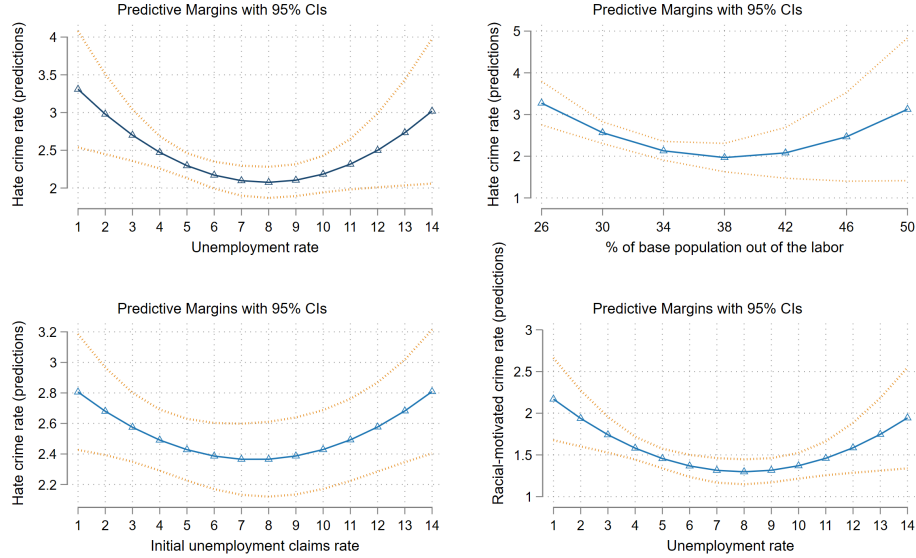 Predictive Margins with 95% CIs
Hate crime rate (predictions)
4
3.5
3
2.5
2
1 2 3 4 5 6 7 8 9 10 11 12 13 14
Unemployment rate
Predictive Margins with 95% CIs
Hate crime rate (predictions)
5
4
3
2
1
26 30 34 38 42 46 50
% of base population out of the labor
Predictive Margins with 95% CIs
Hate crime rate (predictions)
3.2
3
2.8
2.6
2.4
2.2
1 2 3 4 5 6 7 8 9 10 11 12 13 14
Initial unemployment claims rate
Predictive Margins with 95% CIs
Racial-motivated crime rate (predictions)
3
2.5
2
1.5
1
1 2 3 4 5 6 7 8 9 10 11 12 13 14
Unemployment rate